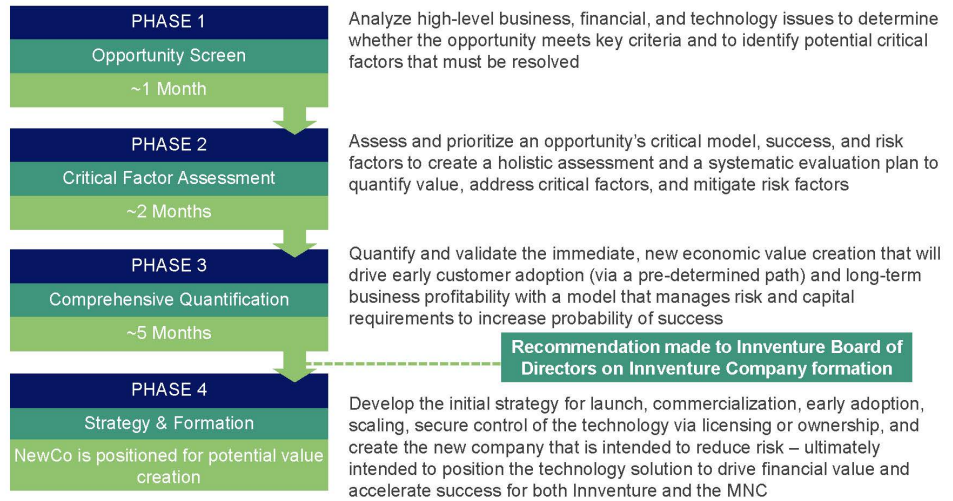 PHASE 1
Opportunity Screen
~1 Month
Analyze high-level business, financial, and technology issues to determine
whether the opportunity meets key criteria and to identify potential critical
factors that must be resolved
PHASE 2
Critical Factor Assessment
~2 Months
Assess and prioritize an opportunity’s critical model, success, and risk
factors to create a holistic assessment and a systematic evaluation plan to
quantify value, address critical factors, and mitigate risk factors
PHASE 3
Comprehensive Quantification
~5 Months
Quantify and validate the immediate, new economic value creation that will
drive early customer adoption (via a pre-determined path) and long-term
business profitability with a model that manages risk and capital
requirements to increase probability of success
Recommendation made to Innventure Board of
Directors on Innventure Company formation
PHASE 4
Strategy & Formation
NewCo is positioned for potential value
creation
Develop the initial strategy for launch, commercialization, early adoption,
scaling, secure control of the technology via licensing or ownership, and
create the new company that is intended to reduce risk – ultimately
intended to position the technology solution to drive financial value and
accelerate success for both Innventure and the MNC